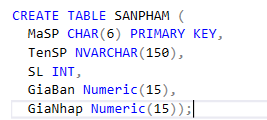 CREATE TABLE SANPHAM (
MaSP CHAR(6) PRIMARY KEY,
TenSP NVARCHAR(150),
SL INT,
GiaBan Numeric(15),
GiaNhap Numeric(15));